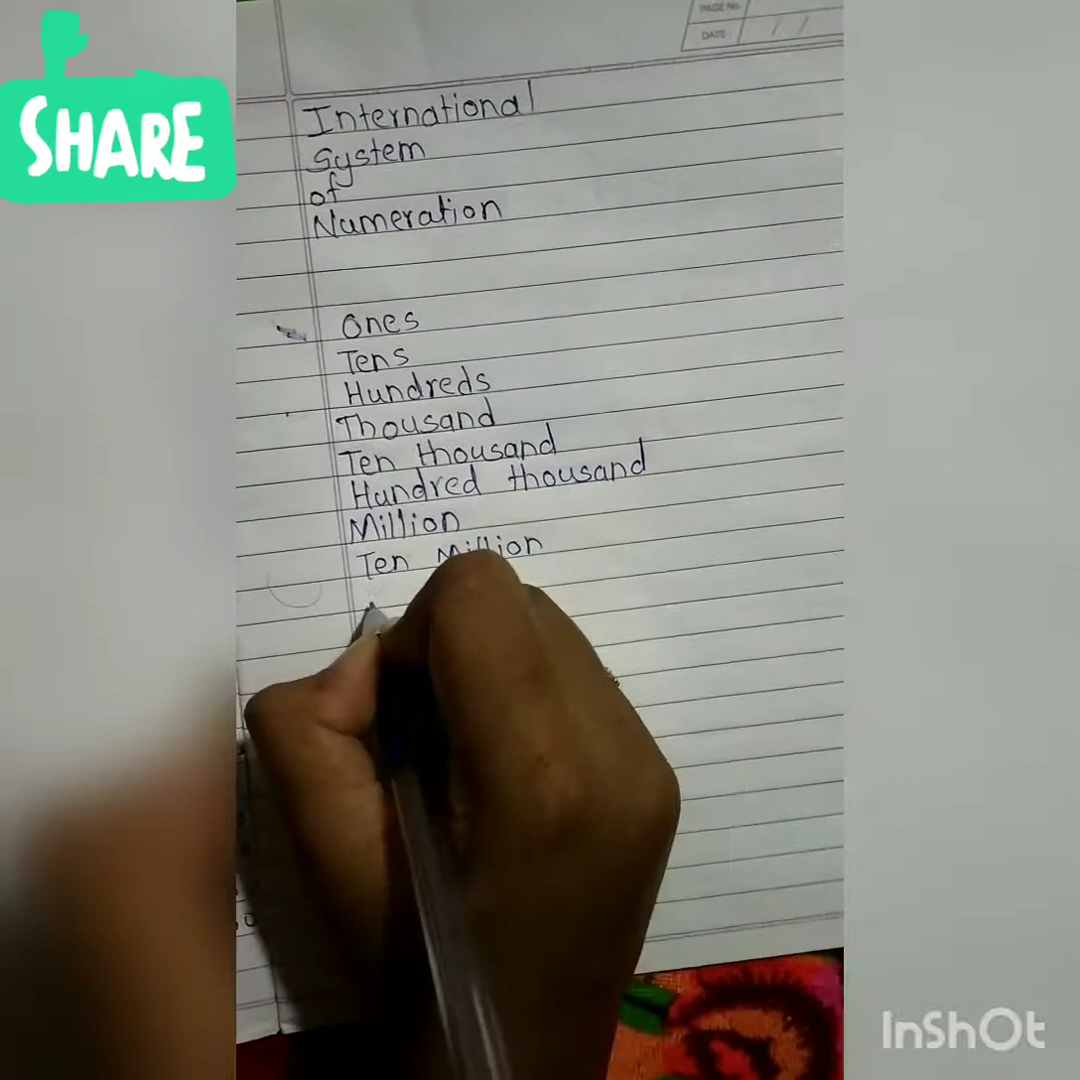 SHARE
PAGE No.
DATE / /
International
System
of
Numeration
Ones
Tens
Hundreds
Thousand
Ten thousand
Hundred thousand
Million
Ten Million
InShOt